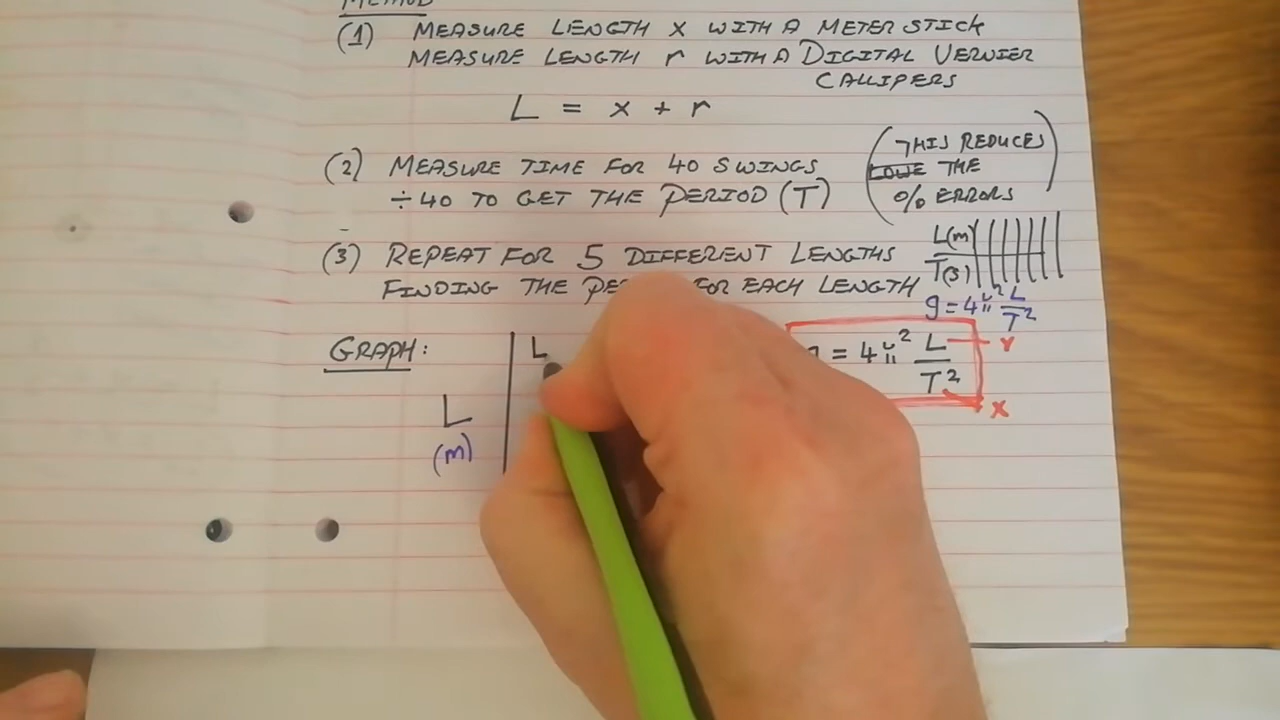 METHOD
(1) MEASURE LENGTH x WITH A METER STICK
MEASURE LENGTH r WITH A DIGITAL VERNIER
CALLIPERS
L = x + r
(2) MEASURE TIME FOR 40 SWINGS
÷ 40 TO GET THE PERIOD (T)
(THIS REDUCES
THE
% ERRORS)
(3) REPEAT FOR 5 DIFFERENT LENGTHS
FINDING THE FOR EACH LENGTH
L(m)
T(s)
g = 4π² L/T²
GRAPH:
L
(m)
L
= 4π² L/T²
Y
X